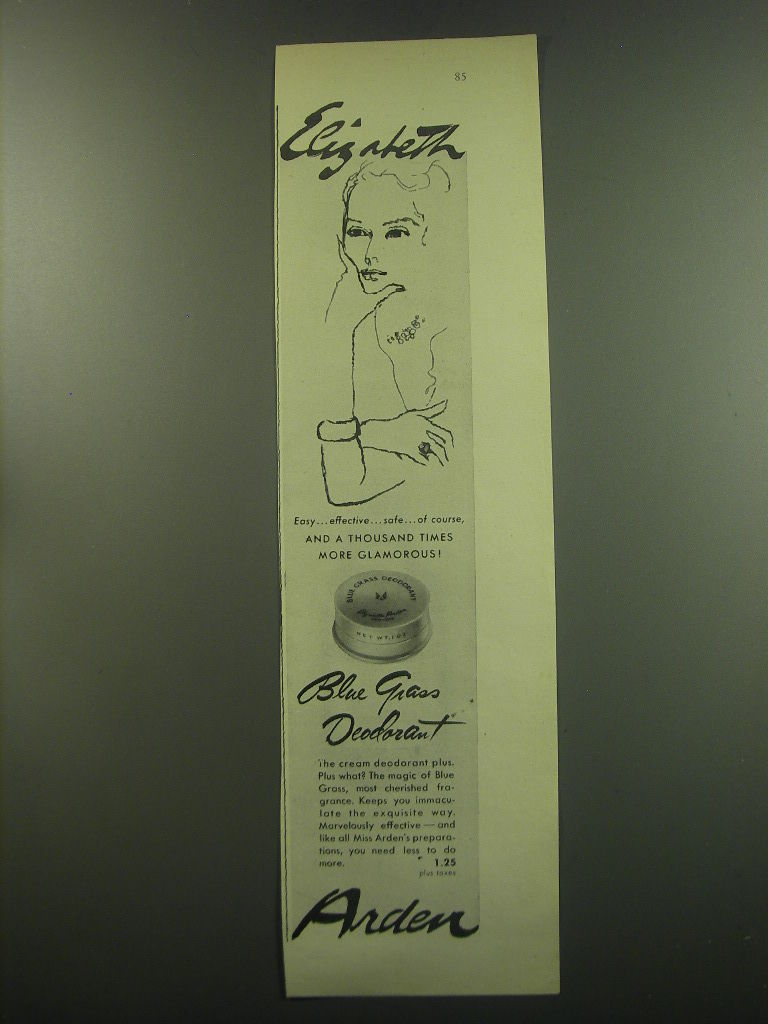 85
Elizabeth
Easy...effective...safe...of course,
AND A THOUSAND TIMES
MORE GLAMOROUS!
BLUE GRASS DEODORANT
Elizabeth Arden
NET WT. 1 OZ.
Blue Grass
Deodorant
The cream deodorant plus.
Plus what? The magic of Blue
Grass, most cherished fra-
grance. Keeps you immacu-
late the exquisite way.
Marvelously effective — and
like all Miss Arden's prepara-
tions, you need less to do
more. 1.25
plus taxes
Arden